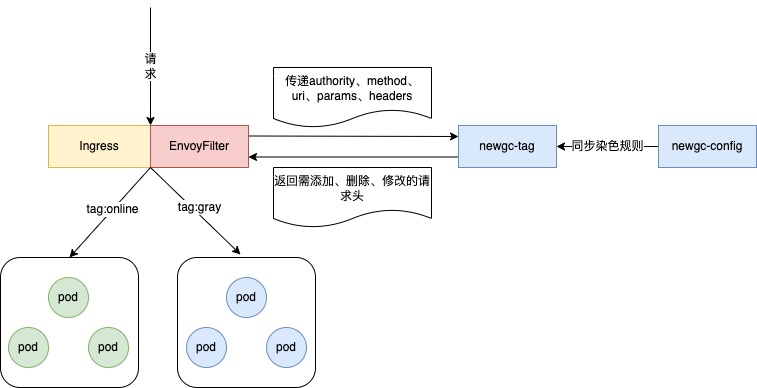 请
求
传递authority、method、
uri、params、headers
Ingress
EnvoyFilter
newgc-tag
同步染色规则
newgc-config
返回需添加、删除、修改的请
求头
tag:online
tag:gray
pod
pod
pod
pod
pod
pod